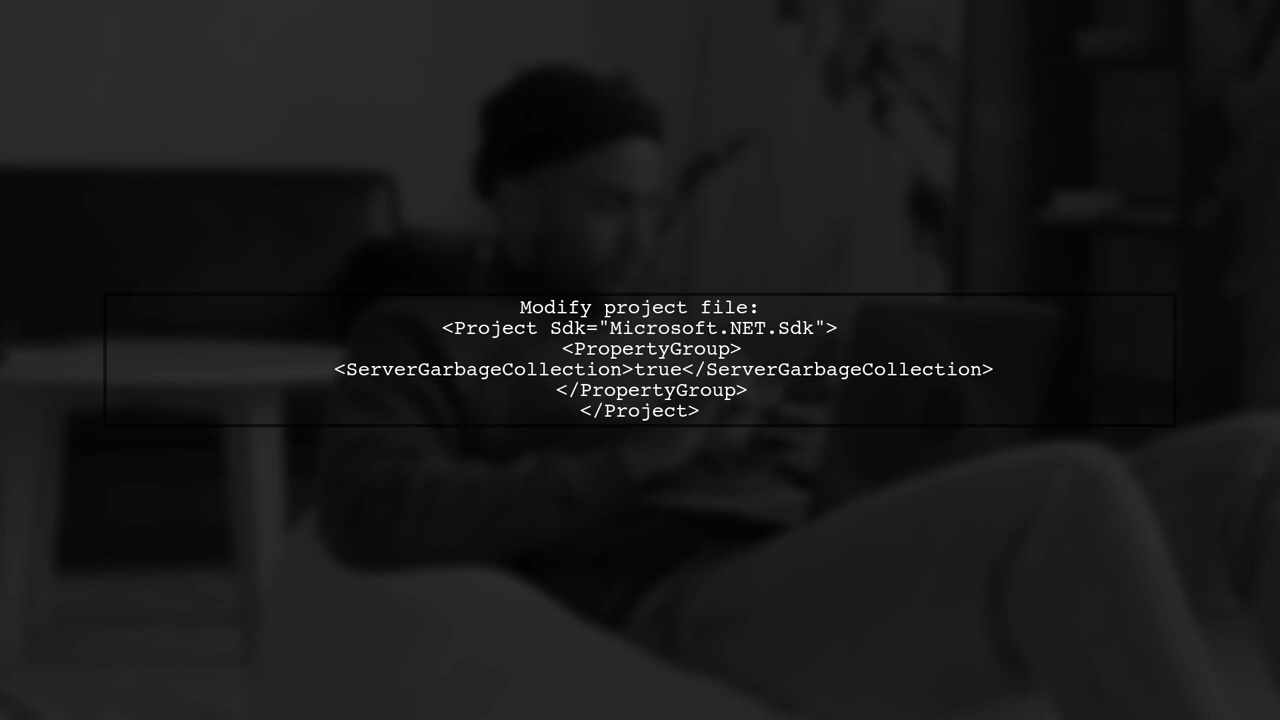 Modify project file:
<Project Sdk="Microsoft.NET.Sdk">
<PropertyGroup>
<ServerGarbageCollection>true</ServerGarbageCollection>
</PropertyGroup>
</Project>